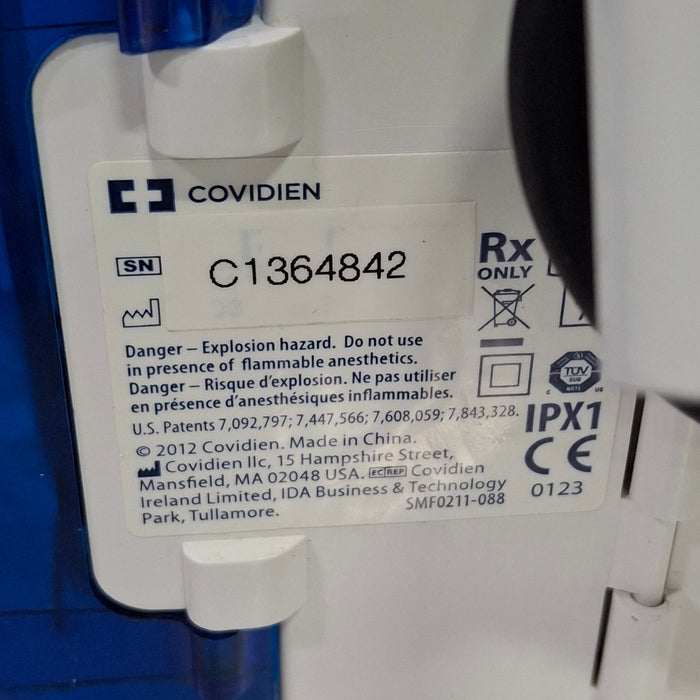 COVIDIEN
SN
C1364842
Rx
ONLY
Danger – Explosion hazard. Do not use
in presence of flammable anesthetics.
Danger – Risque d'explosion. Ne pas utiliser
en présence d'anesthésiques inflammables.
U.S. Patents 7,092,797; 7,447,566; 7,608,059; 7,843,328.
© 2012 Covidien. Made in China.
Covidien llc, 15 Hampshire Street,
Mansfield, MA 02048 USA. EC REP Covidien
Ireland Limited, IDA Business & Technology
Park, Tullamore.
SMF0211-088
TUV
C US
IPX1
CE
0123